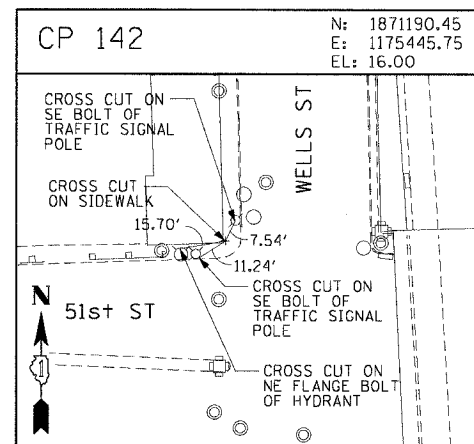 CP 142
N: 1871190.45
E: 1175445.75
EL: 16.00
CROSS CUT ON
SE BOLT OF
TRAFFIC SIGNAL
POLE
WELLS ST
CROSS CUT
ON SIDEWALK
15.70'
7.54'
11.24'
CROSS CUT ON
SE BOLT OF
TRAFFIC SIGNAL
POLE
N
51st ST
1
CROSS CUT ON
NE FLANGE BOLT
OF HYDRANT